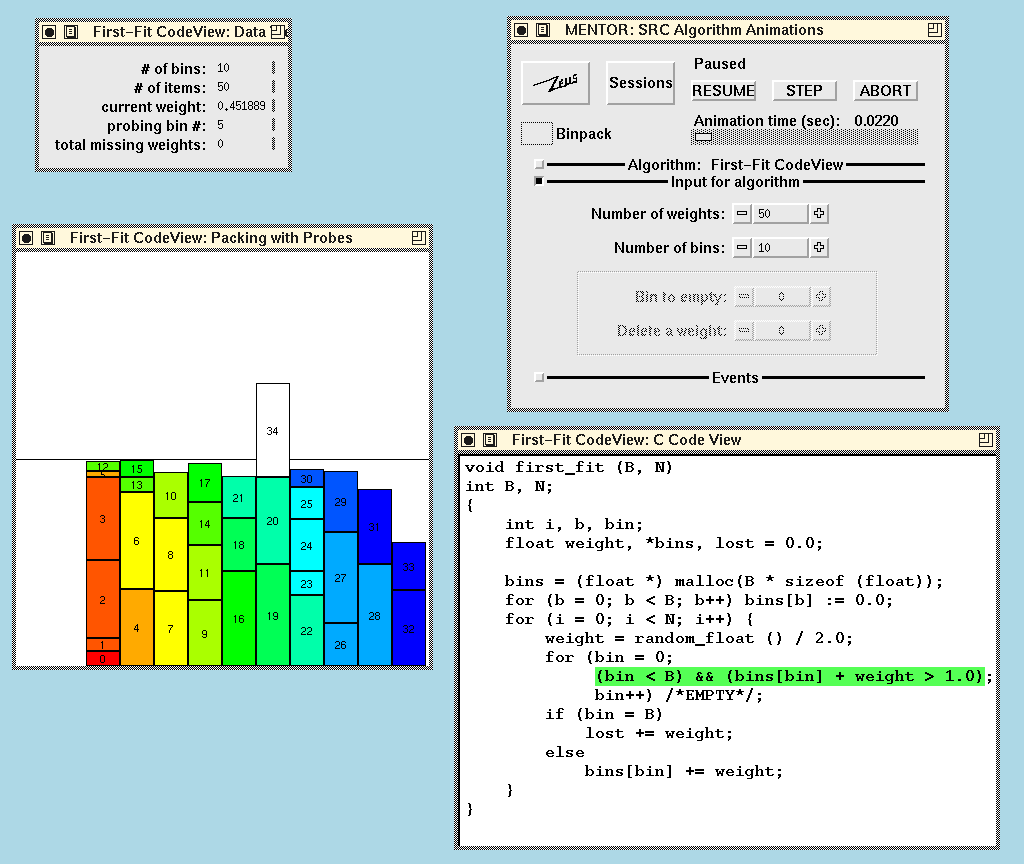 First-Fit CodeView: Data
# of bins: 10
# of items: 50
current weight: 0.451889
probing bin #: 5
total missing weights: 0
MENTOR: SRC Algorithm Animations
Zeus
Sessions
Paused
RESUME STEP ABORT
Animation time (sec): 0.0220
Binpack
Algorithm: First-Fit CodeView
Input for algorithm
Number of weights: 50
Number of bins: 10
Bin to empty: 0
Delete a weight: 0
Events
First-Fit CodeView: Packing with Probes
34
12 15 17 30
5 13 10 21 29
3 14 20 25 31
6 8 18 24 33
2 11 23 27
4 7 9 16 19 22 28 32
1 26
0
First-Fit CodeView: C Code View
void first_fit (B, N)
int B, N;
{
int i, b, bin;
float weight, *bins, lost = 0.0;
bins = (float *) malloc(B * sizeof (float));
for (b = 0; b < B; b++) bins[b] := 0.0;
for (i = 0; i < N; i++) {
weight = random_float () / 2.0;
for (bin = 0;
(bin < B) && (bins[bin] + weight > 1.0);
bin++) /*EMPTY*/;
if (bin = B)
lost += weight;
else
bins[bin] += weight;
}
}